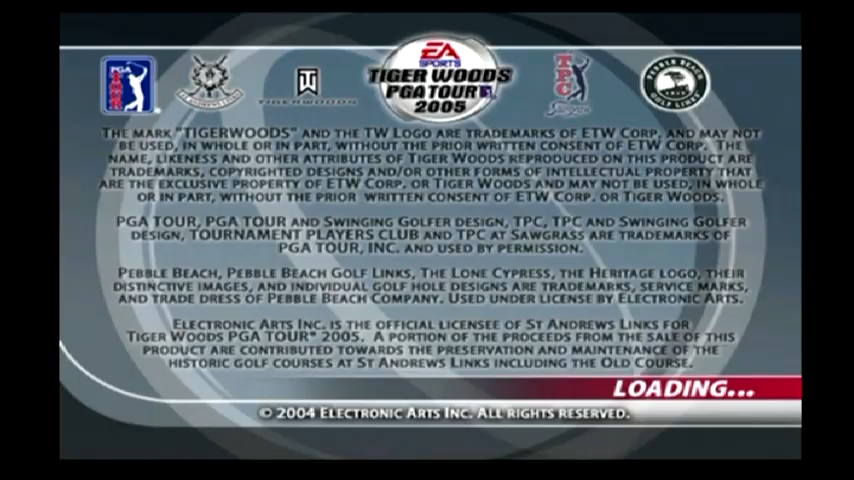 PGA TOUR
ST ANDREWS LINKS
TW
TIGERWOODS
EA SPORTS
TIGER WOODS
PGA TOUR
2005
TPC
Sawgrass
PEBBLE BEACH
GOLF LINKS
THE MARK "TIGERWOODS" AND THE TW LOGO ARE TRADEMARKS OF ETW CORP. AND MAY NOT
BE USED, IN WHOLE OR IN PART, WITHOUT THE PRIOR WRITTEN CONSENT OF ETW CORP. THE
NAME, LIKENESS AND OTHER ATTRIBUTES OF TIGER WOODS REPRODUCED ON THIS PRODUCT ARE
TRADEMARKS, COPYRIGHTED DESIGNS AND/OR OTHER FORMS OF INTELLECTUAL PROPERTY THAT
ARE THE EXCLUSIVE PROPERTY OF ETW CORP. OR TIGER WOODS AND MAY NOT BE USED, IN WHOLE
OR IN PART, WITHOUT THE PRIOR WRITTEN CONSENT OF ETW CORP. OR TIGER WOODS.
PGA TOUR, PGA TOUR AND SWINGING GOLFER DESIGN, TPC, TPC AND SWINGING GOLFER
DESIGN, TOURNAMENT PLAYERS CLUB AND TPC AT SAWGRASS ARE TRADEMARKS OF
PGA TOUR, INC. AND USED BY PERMISSION.
PEBBLE BEACH, PEBBLE BEACH GOLF LINKS, THE LONE CYPRESS, THE HERITAGE LOGO, THEIR
DISTINCTIVE IMAGES, AND INDIVIDUAL GOLF HOLE DESIGNS ARE TRADEMARKS, SERVICE MARKS,
AND TRADE DRESS OF PEBBLE BEACH COMPANY. USED UNDER LICENSE BY ELECTRONIC ARTS.
ELECTRONIC ARTS INC. IS THE OFFICIAL LICENSEE OF ST ANDREWS LINKS FOR
TIGER WOODS PGA TOUR® 2005. A PORTION OF THE PROCEEDS FROM THE SALE OF THIS
PRODUCT ARE CONTRIBUTED TOWARDS THE PRESERVATION AND MAINTENANCE OF THE
HISTORIC GOLF COURSES AT ST ANDREWS LINKS INCLUDING THE OLD COURSE.
LOADING...
© 2004 ELECTRONIC ARTS INC. ALL RIGHTS RESERVED.